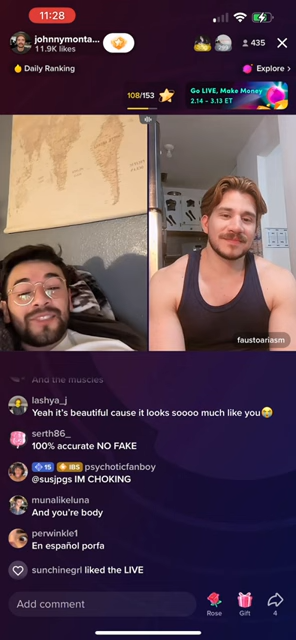 11:28
johnnymonta...
11.9K likes
435
Daily Ranking
Explore >
108/153
Go LIVE, Make Money
2.14 - 3.13 ET
faustoariasm
And the muscles
lashya_j
Yeah it's beautiful cause it looks soooo much like you😭
serth86_
100% accurate NO FAKE
15 IBS psychoticfanboy
@susjpgs IM CHOKING
munalikeluna
And you're body
perwinkle1
En español porfa
sunchinegrl liked the LIVE
Add comment
Rose
Gift
4